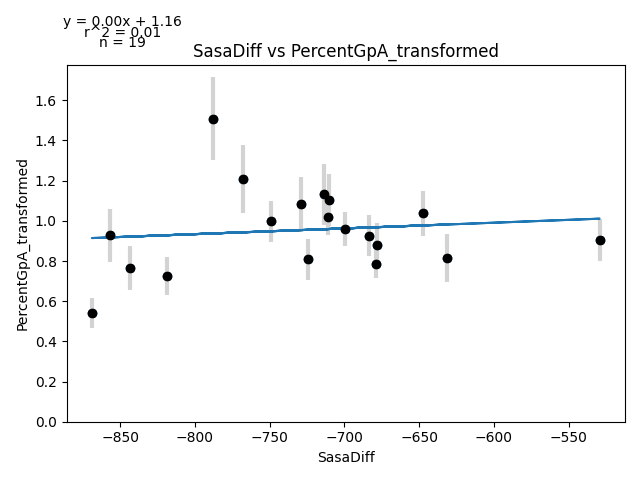 y = 0.00x + 1.16
r^2 = 0.01
n = 19
SasaDiff vs PercentGpA_transformed
PercentGpA_transformed
1.6
1.4
1.2
1.0
0.8
0.6
0.4
0.2
0.0
−850 −800 −750 −700 −650 −600 −550
SasaDiff